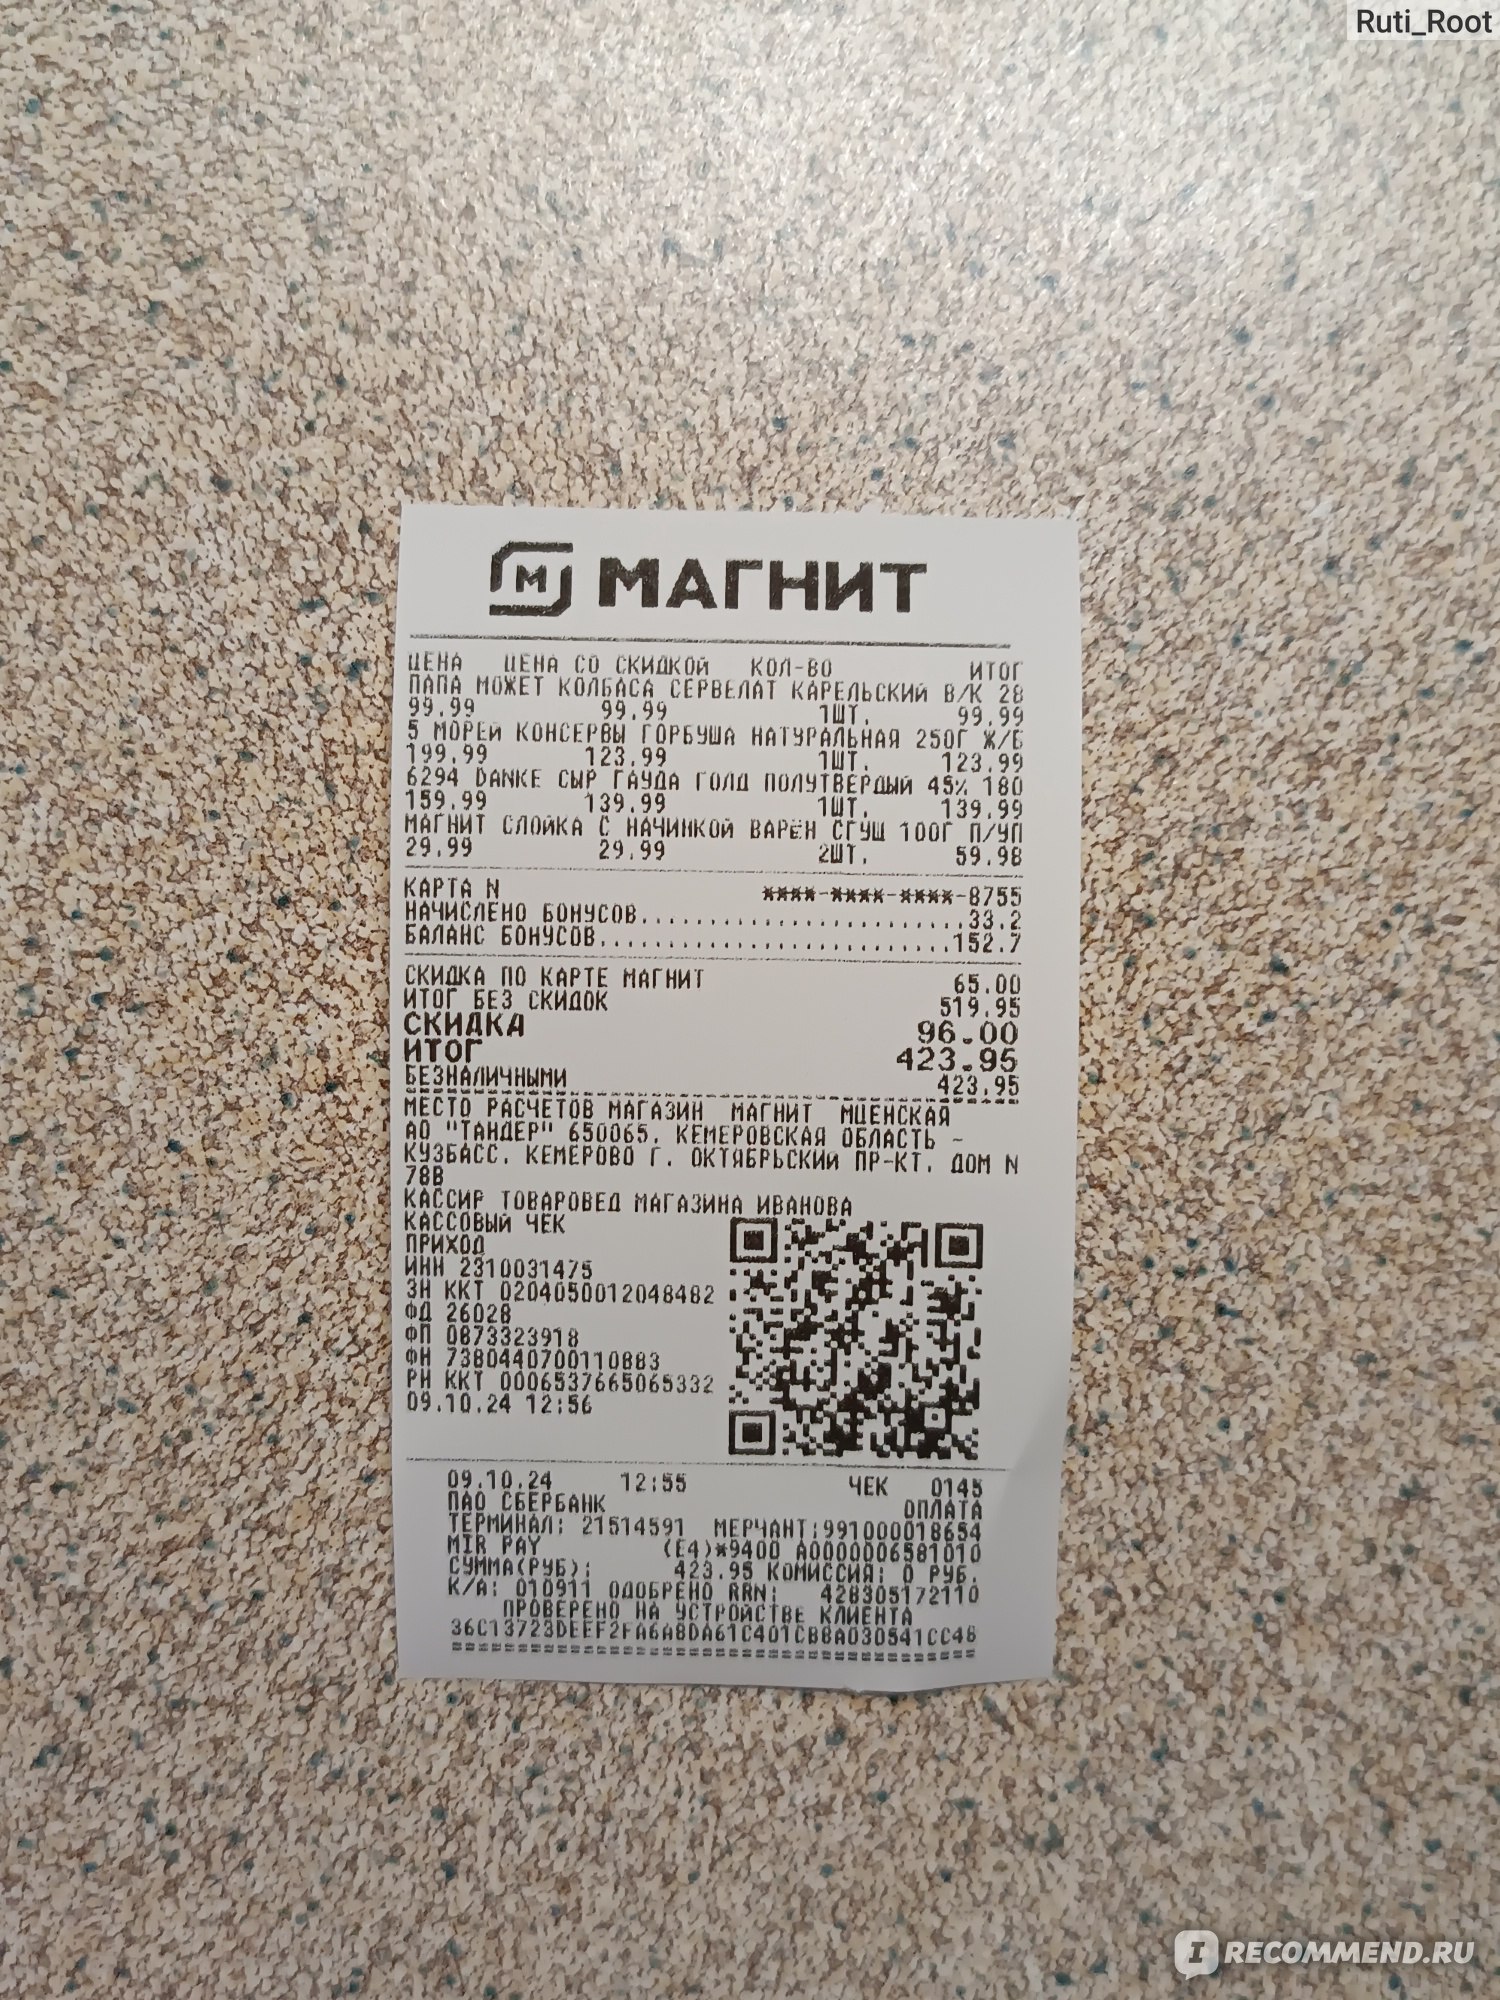 Ruti_Root
М МАГНИТ
ЦЕНА ЦЕНА СО СКИДКОЙ КОЛ-ВО ИТОГ
ПАПА МОЖЕТ КОЛБАСА СЕРВЕЛАТ КАРЕЛЬСКИЙ В/К 28
99.99 99.99 1ШТ. 99.99
5 МОРЕЙ КОНСЕРВЫ ГОРБУША НАТУРАЛЬНАЯ 250Г Ж/Б
199.99 123.99 1ШТ. 123.99
6294 DANKE СЫР ГАУДА ГОЛД ПОЛУТВЕРДЫЙ 45% 180
159.99 139.99 1ШТ. 139.99
МАГНИТ СЛОЙКА С НАЧИНКОЙ ВАРЁН СГУЩ 100Г П/УП
29.99 29.99 2ШТ. 59.98
КАРТА N ****-****-****-8755
НАЧИСЛЕНО БОНУСОВ............................33.2
БАЛАНС БОНУСОВ..............................152.7
СКИДКА ПО КАРТЕ МАГНИТ 65.00
ИТОГ БЕЗ СКИДОК 519.95
СКИДКА 96.00
ИТОГ 423.95
БЕЗНАЛИЧНЫМИ 423.95
МЕСТО РАСЧЕТОВ МАГАЗИН МАГНИТ МЦЕНСКАЯ
АО "ТАНДЕР" 650065, КЕМЕРОВСКАЯ ОБЛАСТЬ -
КУЗБАСС, КЕМЕРОВО Г. ОКТЯБРЬСКИЙ ПР-КТ, ДОМ N
78В
КАССИР ТОВАРОВЕД МАГАЗИНА ИВАНОВА
КАССОВЫЙ ЧЕК
ПРИХОД
ИНН 2310031475
ЗН ККТ 0204050012048482
ФД 26028
ФП 0873323918
ФН 7380440700110883
РН ККТ 0006537665065332
09.10.24 12:56
09.10.24 12:55 ЧЕК 0145
ПАО СБЕРБАНК ОПЛАТА
ТЕРМИНАЛ: 21514591 МЕРЧАНТ:991000018654
MIR PAY (E4)*9400 A0000006581010
СУММА(РУБ): 423.95 КОМИССИЯ: 0 РУБ.
К/А: 010911 ОДОБРЕНО RRN: 428305172110
ПРОВЕРЕНО НА УСТРОЙСТВЕ КЛИЕНТА
36C13723DEEF2FA6A8DA61C401CB8A030541CC48
I RECOMMEND.RU